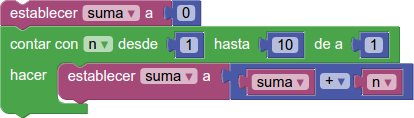 establecer suma a 0
contar con n desde 1 hasta 10 de a 1
hacer establecer suma a suma + n